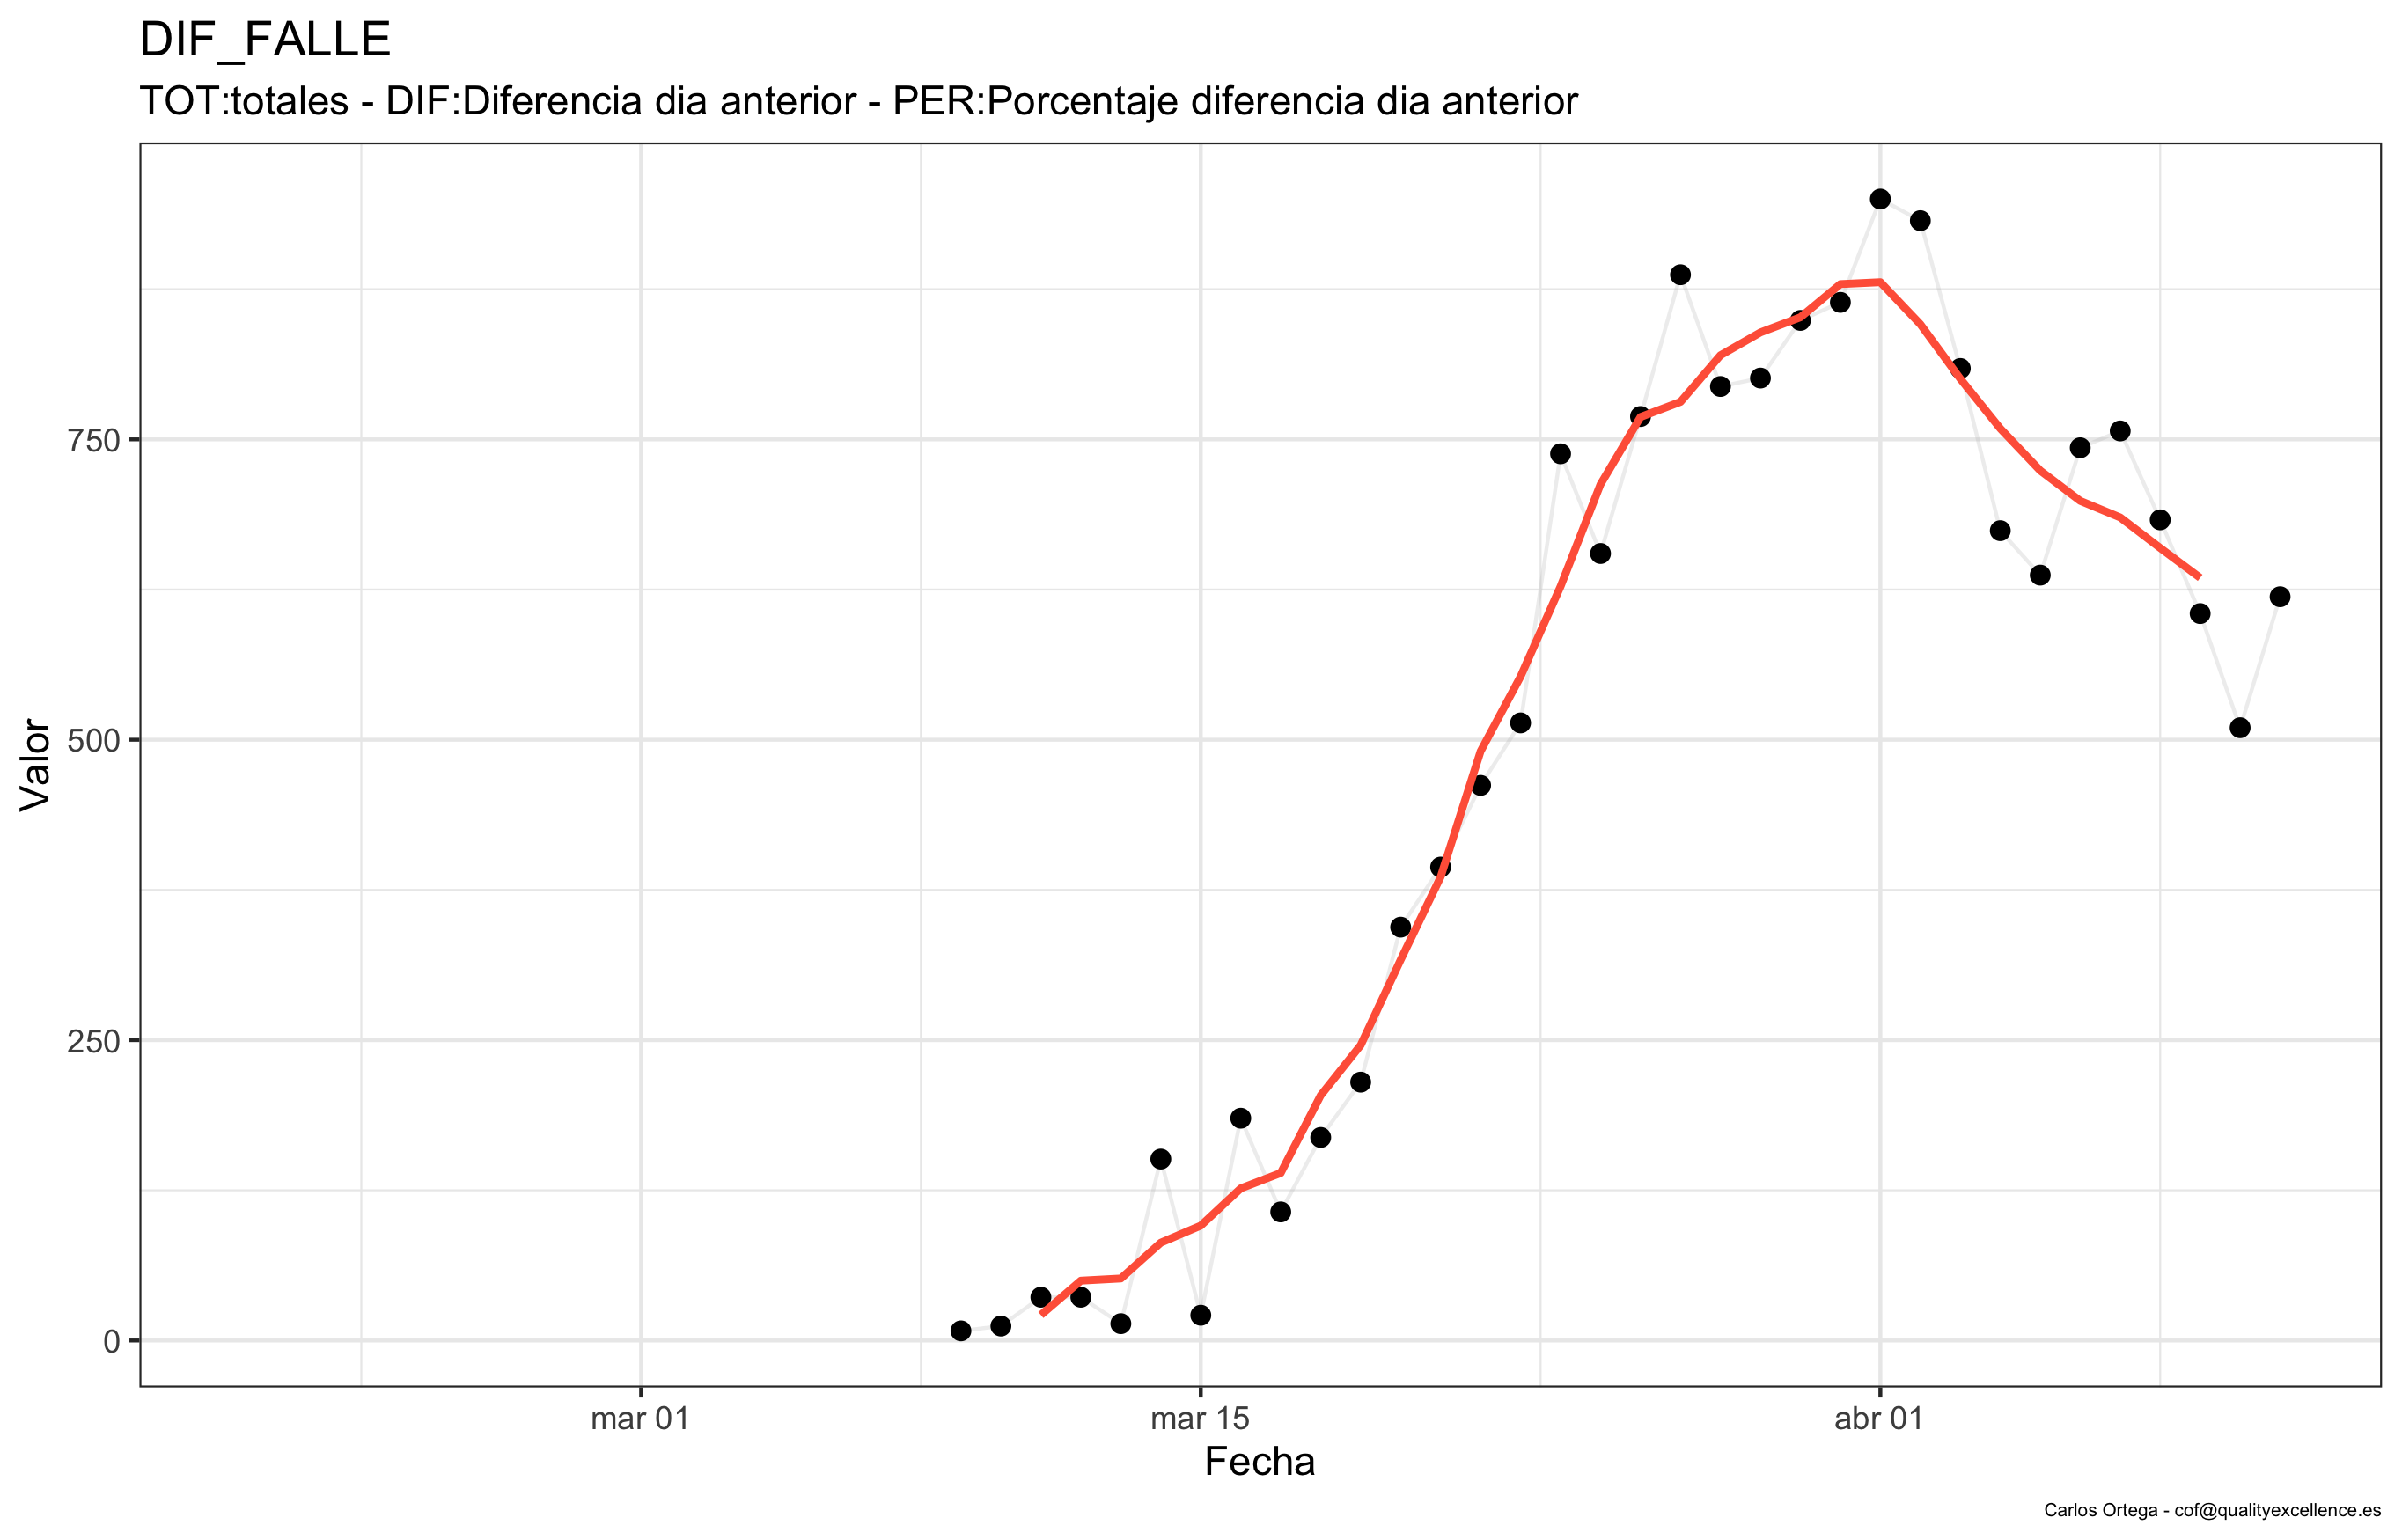 DIF_FALLE
TOT:totales - DIF:Diferencia dia anterior - PER:Porcentaje diferencia dia anterior
750
500
250
0
Valor
mar 01
mar 15
abr 01
Fecha
Carlos Ortega - cof@qualityexcellence.es